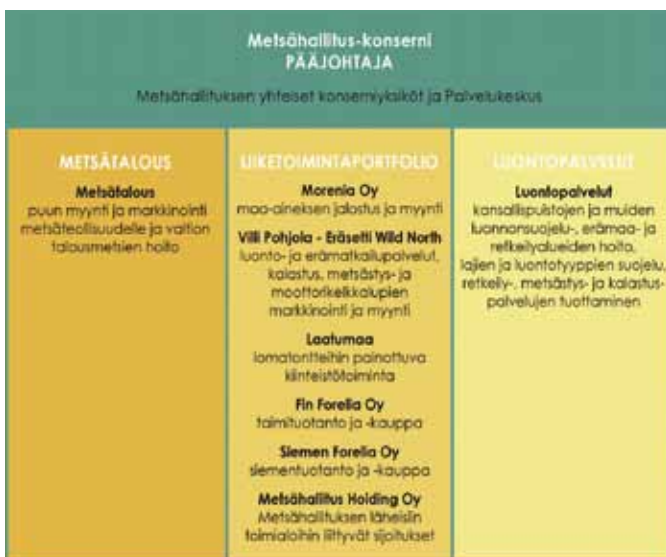 Metsähallitus-konserni
PÄÄJOHTAJA
Metsähallituksen yhteiset konserniyksiköt ja Palvelukeskus
METSÄTALOUS
Metsätalous
puun myynti ja markkinointi
metsäteollisuudelle ja valtion
talousmetsien hoito
LIIKETOIMINTAPORTFOLIO
Morenia Oy
maa-aineksen jalostus ja myynti
Villi Pohjola - Eräsetti Wild North
luonto- ja erämatkailupalvelut,
kalastus, metsästys- ja
moottorikelkkalupien
markkinointi ja myynti
Laatumaa
lomatontteihin painottuva
kiinteistötoiminta
Fin Forelia Oy
taimituotanto ja -kauppa
Siemen Forelia Oy
siementuotanto ja -kauppa
Metsähallitus Holding Oy
Metsähallituksen läheisiin
toimialoihin liittyvät sijoitukset
LUONTOPALVELUT
Luontopalvelut
kansallispuistojen ja muiden
luonnonsuojelu-, erämaa- ja
retkeilyalueiden hoito,
lajien ja luontotyyppien suojelu,
retkeily-, metsästys- ja kalastus-
palvelujen tuottaminen